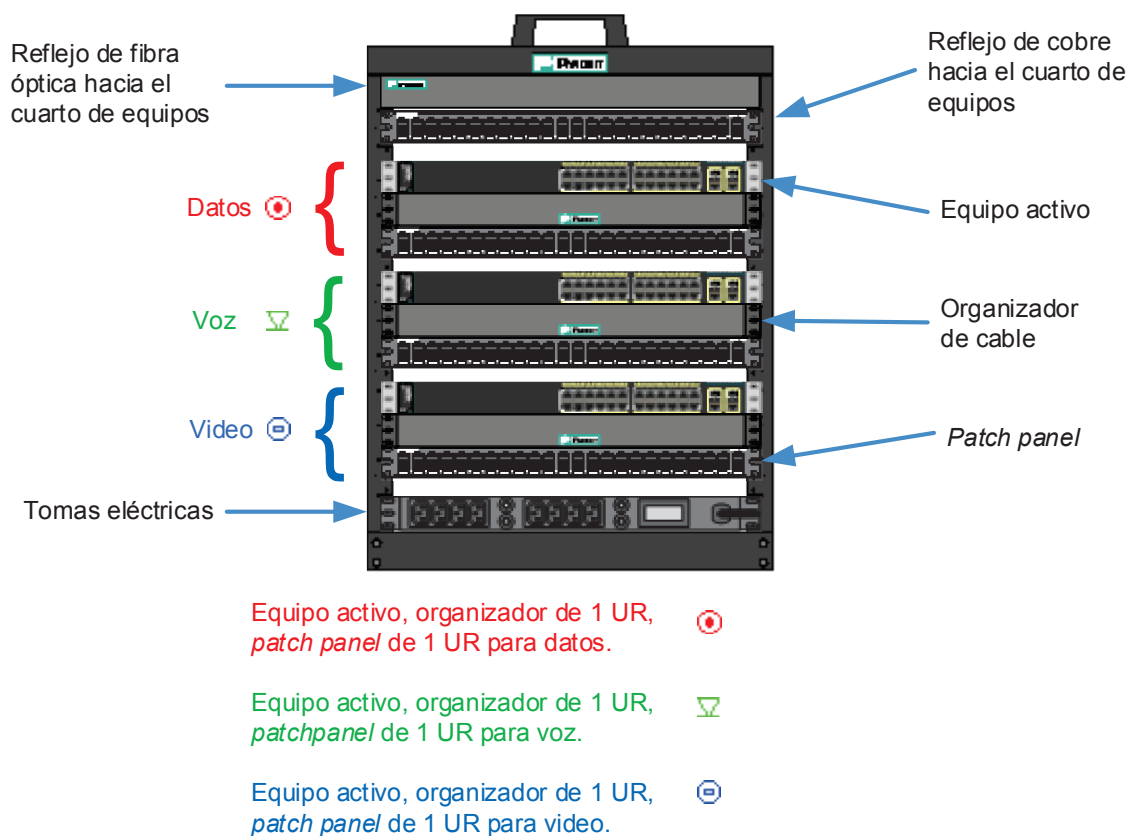 Reflejo de fibra
óptica hacia el
cuarto de equipos
Reflejo de cobre
hacia el cuarto de
equipos
Datos
Equipo activo
Voz
Organizador
de cable
Video
Patch panel
Tomas eléctricas
Equipo activo, organizador de 1 UR,
patch panel de 1 UR para datos.
Equipo activo, organizador de 1 UR,
patchpanel de 1 UR para voz.
Equipo activo, organizador de 1 UR,
patch panel de 1 UR para video.